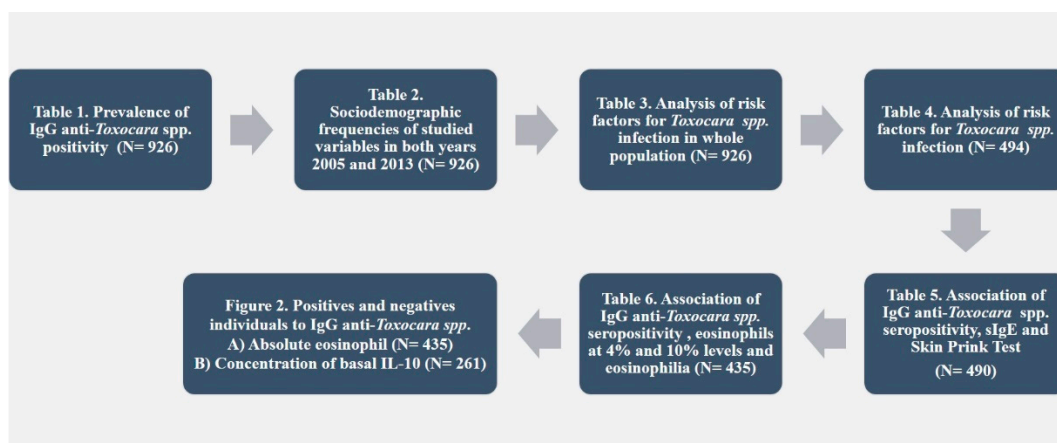 Table 1. Prevalence of
IgG anti-Toxocara spp.
positivity (N= 926)
Table 2.
Sociodemographic
frequencies of studied
variables in both years
2005 and 2013 (N= 926)
Table 3. Analysis of risk
factors for Toxocara spp.
infection in whole
population (N= 926)
Table 4. Analysis of risk
factors for Toxocara spp.
infection (N= 494)
Table 5. Association of
IgG anti-Toxocara spp.
seropositivity, sIgE and
Skin Prink Test
(N= 490)
Table 6. Association of
IgG anti-Toxocara spp.
seropositivity , eosinophils
at 4% and 10% levels and
eosinophilia (N= 435)
Figure 2. Positives and negatives
individuals to IgG anti-Toxocara spp.
A) Absolute eosinophil (N= 435)
B) Concentration of basal IL-10 (N= 261)